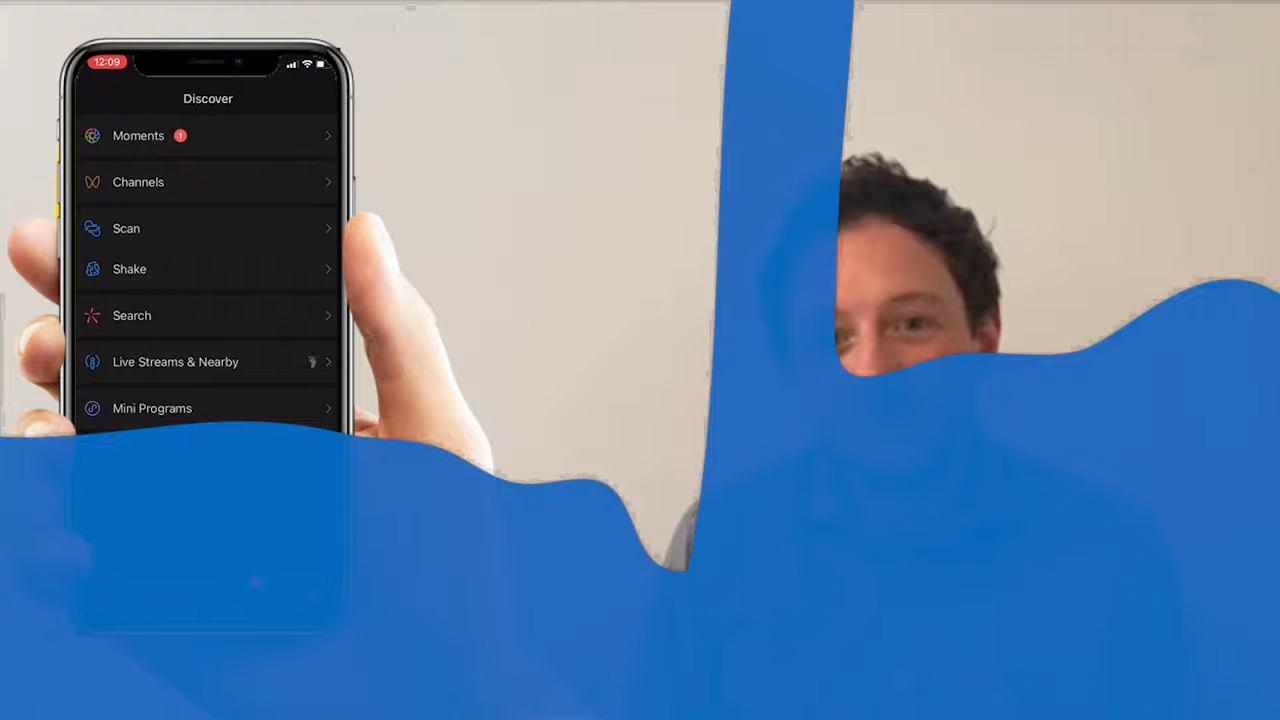 12:09
Discover
Moments 1
Channels
Scan
Shake
Search
Live Streams & Nearby
Mini Programs